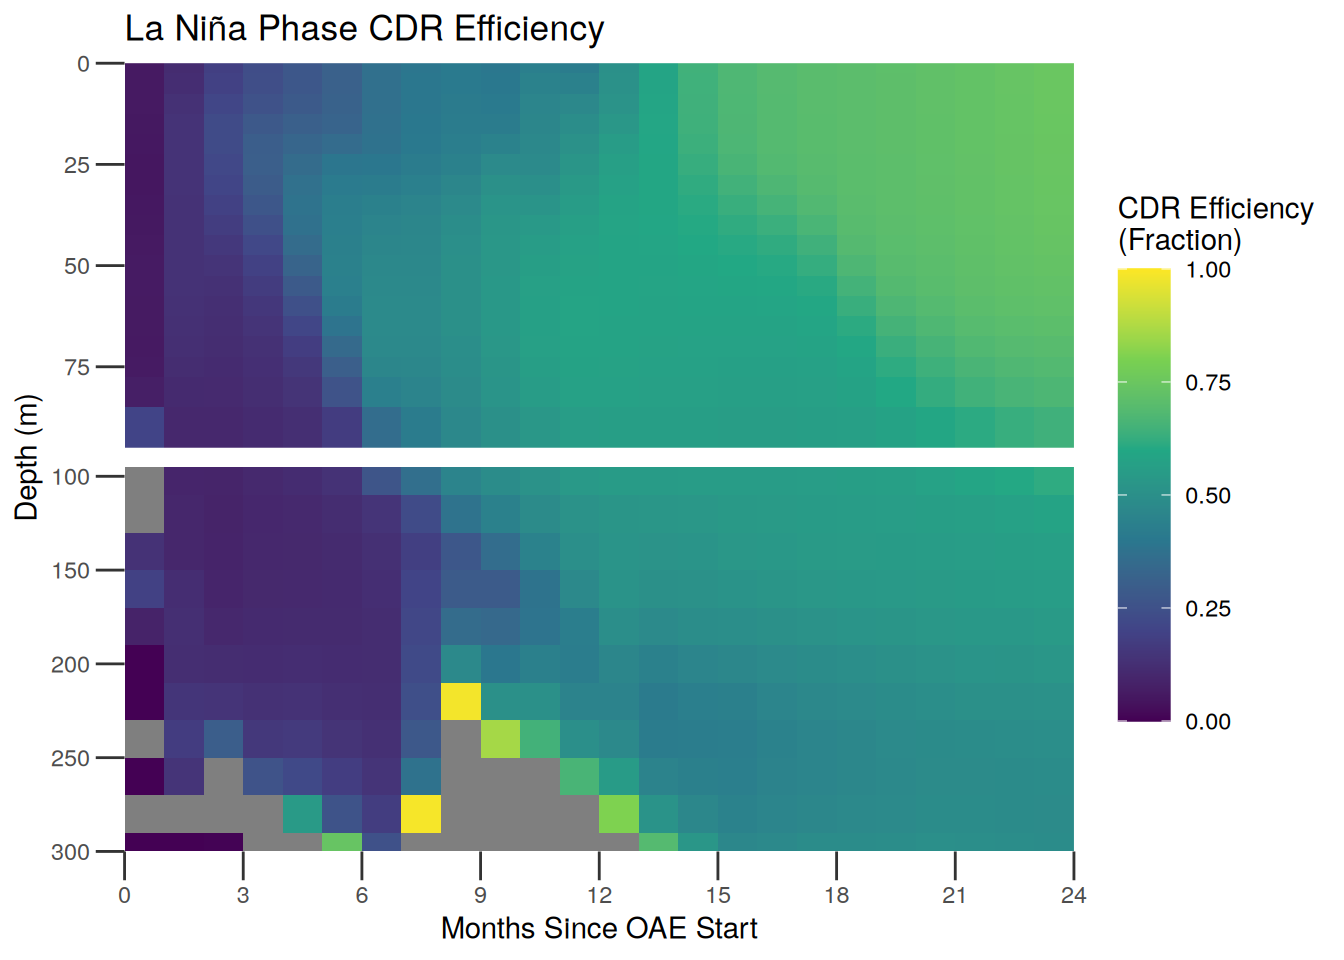 La Niña Phase CDR Efficiency
0
25
50
75
100
150
200
250
300
Depth (m)
0 3 6 9 12 15 18 21 24
Months Since OAE Start
CDR Efficiency
(Fraction)
1.00
0.75
0.50
0.25
0.00